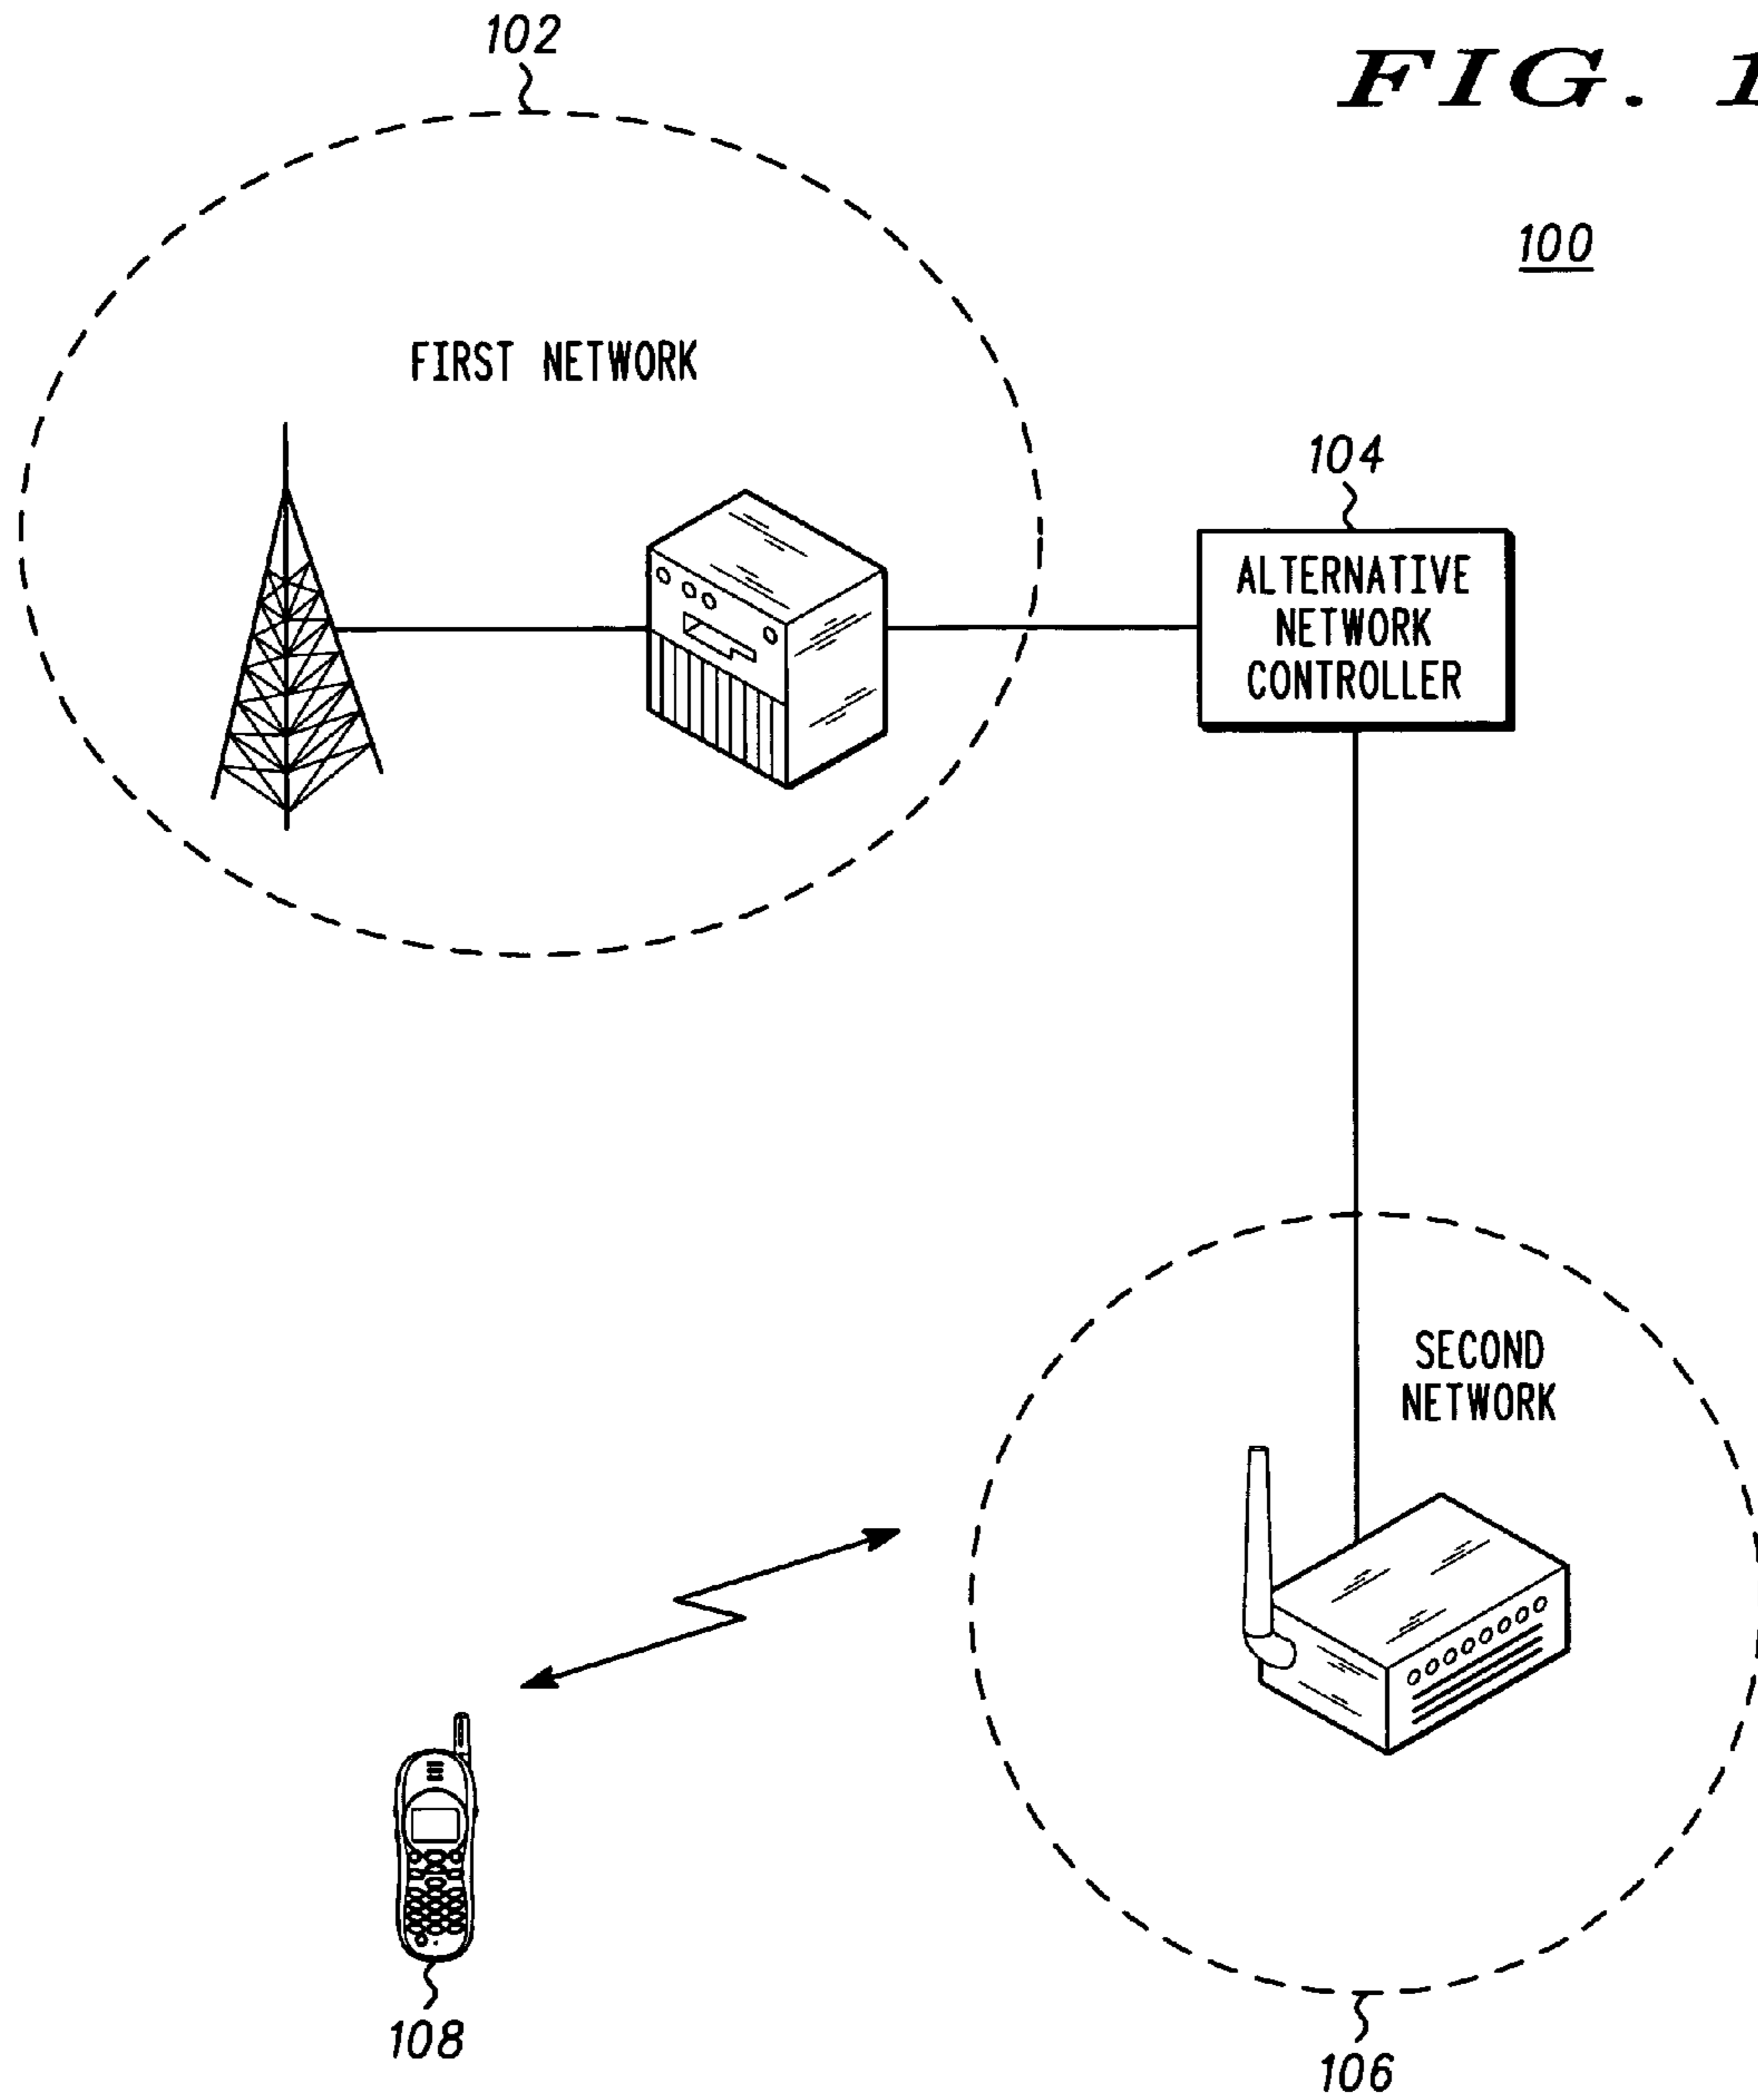 102
FIG. 1
100
FIRST NETWORK
104
ALTERNATIVE
NETWORK
CONTROLLER
SECOND
NETWORK
108
106